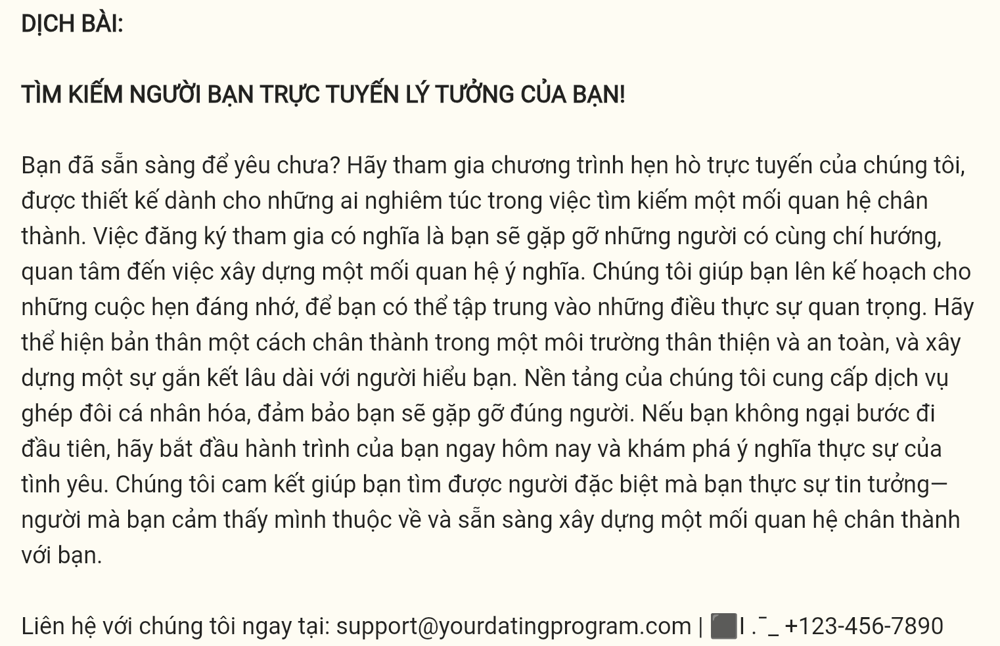 DỊCH BÀI:
TÌM KIẾM NGƯỜI BẠN TRỰC TUYẾN LÝ TƯỞNG CỦA BẠN!
Bạn đã sẵn sàng để yêu chưa? Hãy tham gia chương trình hẹn hò trực tuyến của chúng tôi,
được thiết kế dành cho những ai nghiêm túc trong việc tìm kiếm một mối quan hệ chân
thành. Việc đăng ký tham gia có nghĩa là bạn sẽ gặp gỡ những người có cùng chí hướng,
quan tâm đến việc xây dựng một mối quan hệ ý nghĩa. Chúng tôi giúp bạn lên kế hoạch cho
những cuộc hẹn đáng nhớ, để bạn có thể tập trung vào những điều thực sự quan trọng. Hãy
thể hiện bản thân một cách chân thành trong một môi trường thân thiện và an toàn, và xây
dựng một sự gắn kết lâu dài với người hiểu bạn. Nền tảng của chúng tôi cung cấp dịch vụ
ghép đôi cá nhân hóa, đảm bảo bạn sẽ gặp gỡ đúng người. Nếu bạn không ngại bước đi
đầu tiên, hãy bắt đầu hành trình của bạn ngay hôm nay và khám phá ý nghĩa thực sự của
tình yêu. Chúng tôi cam kết giúp bạn tìm được người đặc biệt mà bạn thực sự tin tưởng—
người mà bạn cảm thấy mình thuộc về và sẵn sàng xây dựng một mối quan hệ chân thành
với bạn.
Liên hệ với chúng tôi ngay tại: support@yourdatingprogram.com | ⬛I .¯_ +123-456-7890